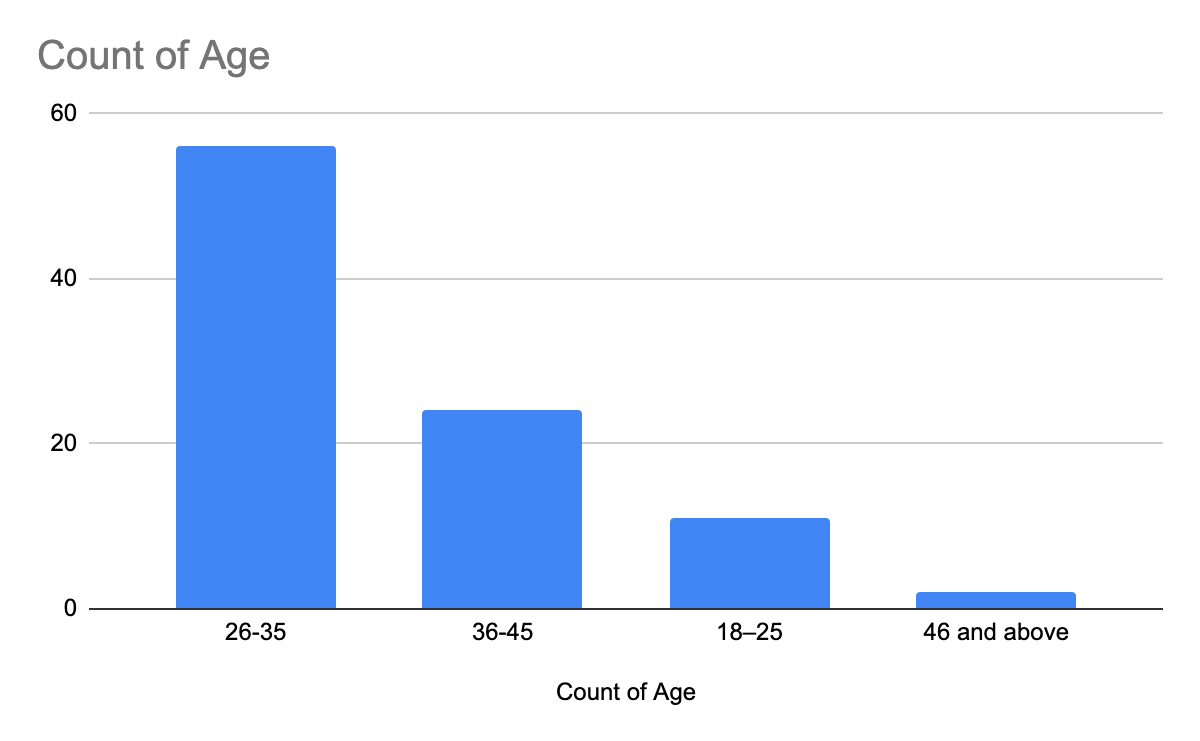 Count of Age
60
40
20
0
26-35
36-45
18–25
46 and above
Count of Age